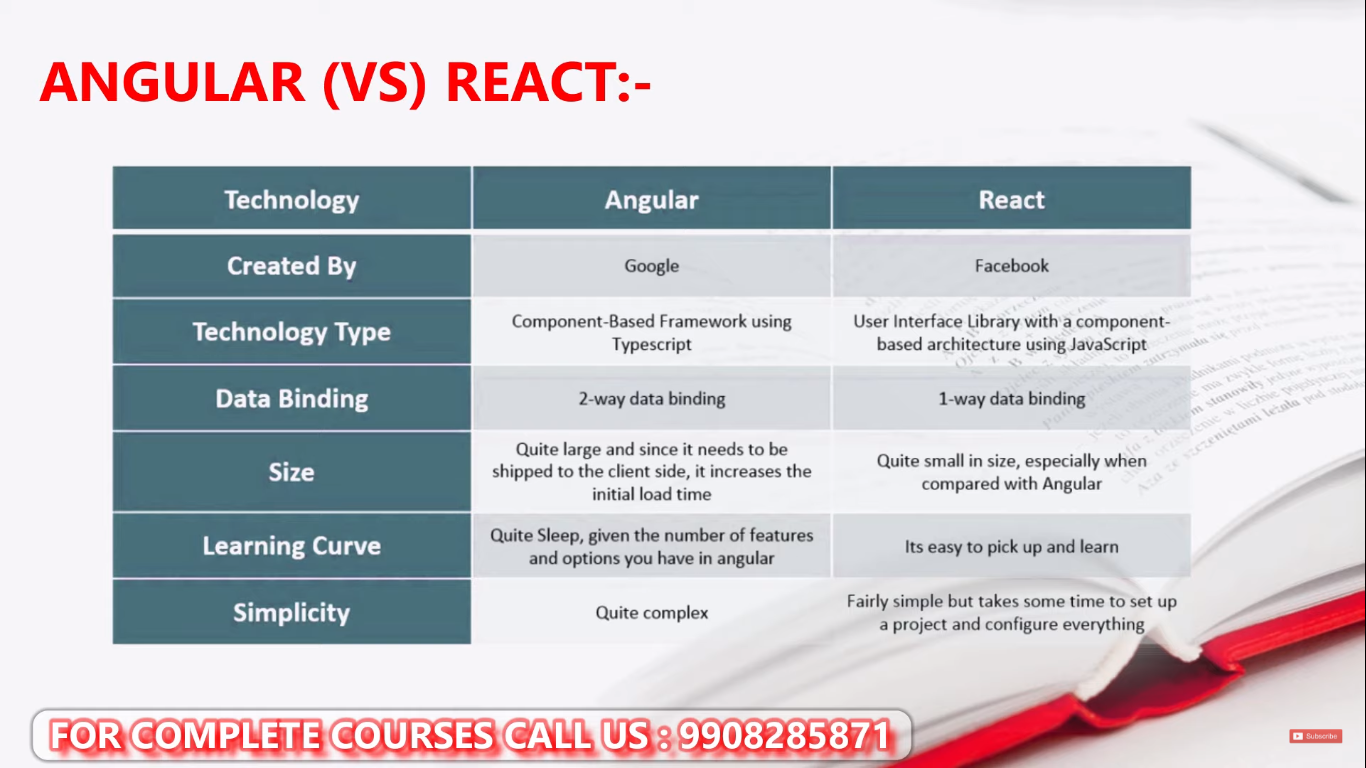 ANGULAR (VS) REACT:-
Technology
Angular
React
Created By
Google
Facebook
Technology Type
Component-Based Framework using
Typescript
User Interface Library with a component-
based architecture using JavaScript
Data Binding
2-way data binding
1-way data binding
Size
Quite large and since it needs to be
shipped to the client side, it increases the
initial load time
Quite small in size, especially when
compared with Angular
Learning Curve
Quite Sleep, given the number of features
and options you have in angular
Its easy to pick up and learn
Simplicity
Quite complex
Fairly simple but takes some time to set up
a project and configure everything
FOR COMPLETE COURSES CALL US : 9908285871
Subscribe